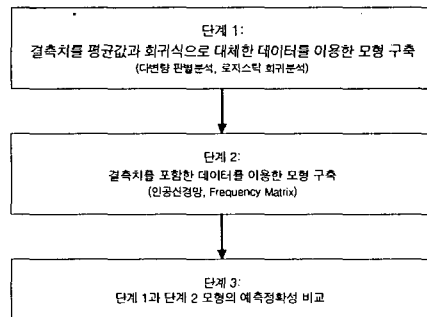 단계 1:
결측치를 평균값과 회귀식으로 대체한 데이터를 이용한 모형 구축
(다변량 판별분석, 로지스틱 회귀분석)
단계 2:
결측치를 포함한 데이터를 이용한 모형 구축
(인공신경망, Frequency Matrix)
단계 3:
단계 1과 단계 2 모형의 예측정확성 비교